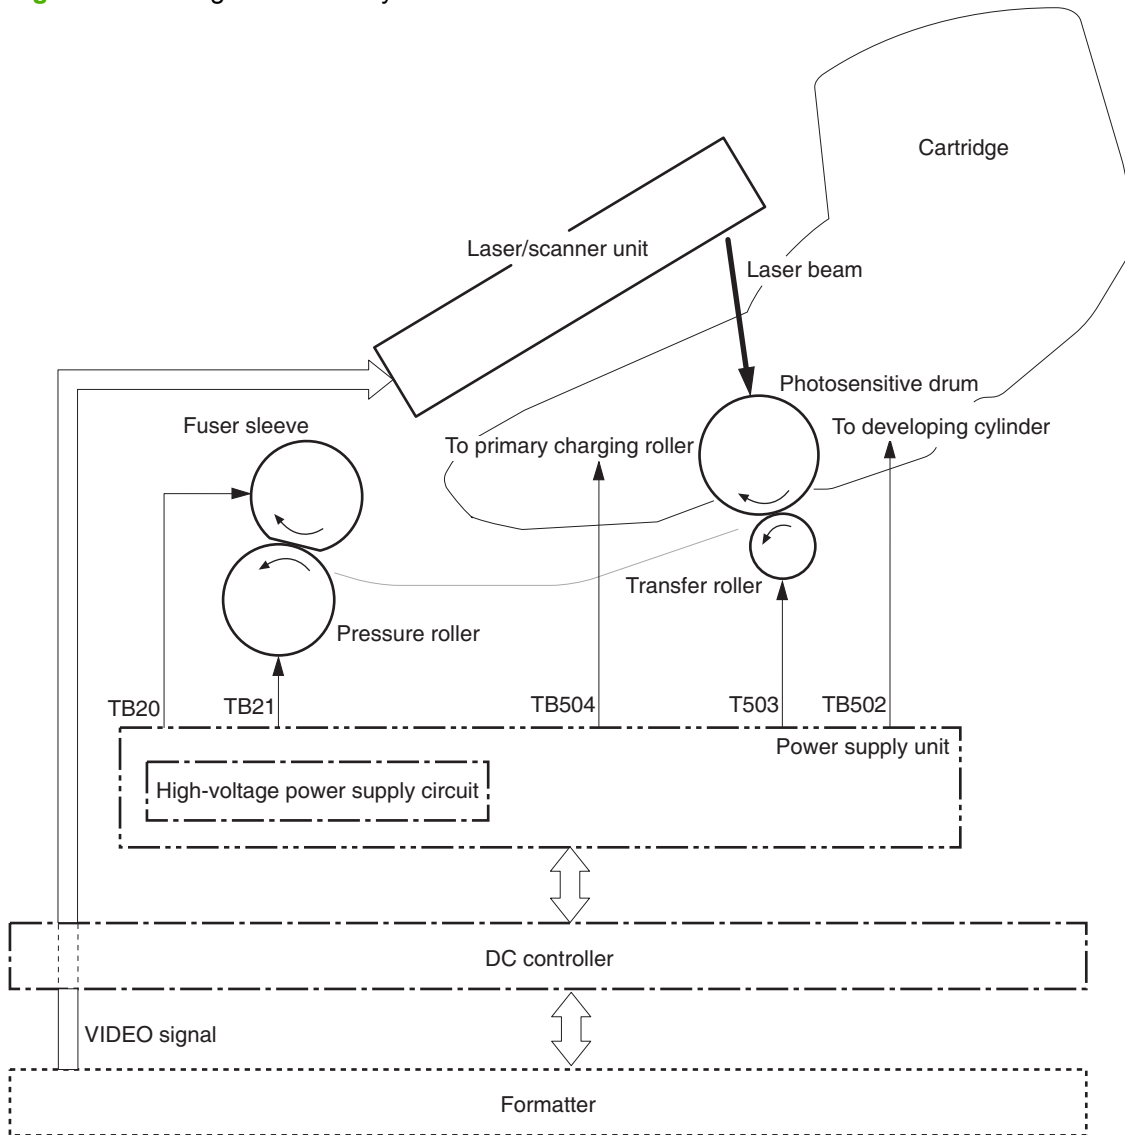 Cartridge
Laser/scanner unit
Laser beam
Photosensitive drum
Fuser sleeve
To developing cylinder
To primary charging roller
Transfer roller
Pressure roller
TB20
TB21
TB504
T503
TB502
Power supply unit
High-voltage power supply circuit
DC controller
VIDEO signal
Formatter